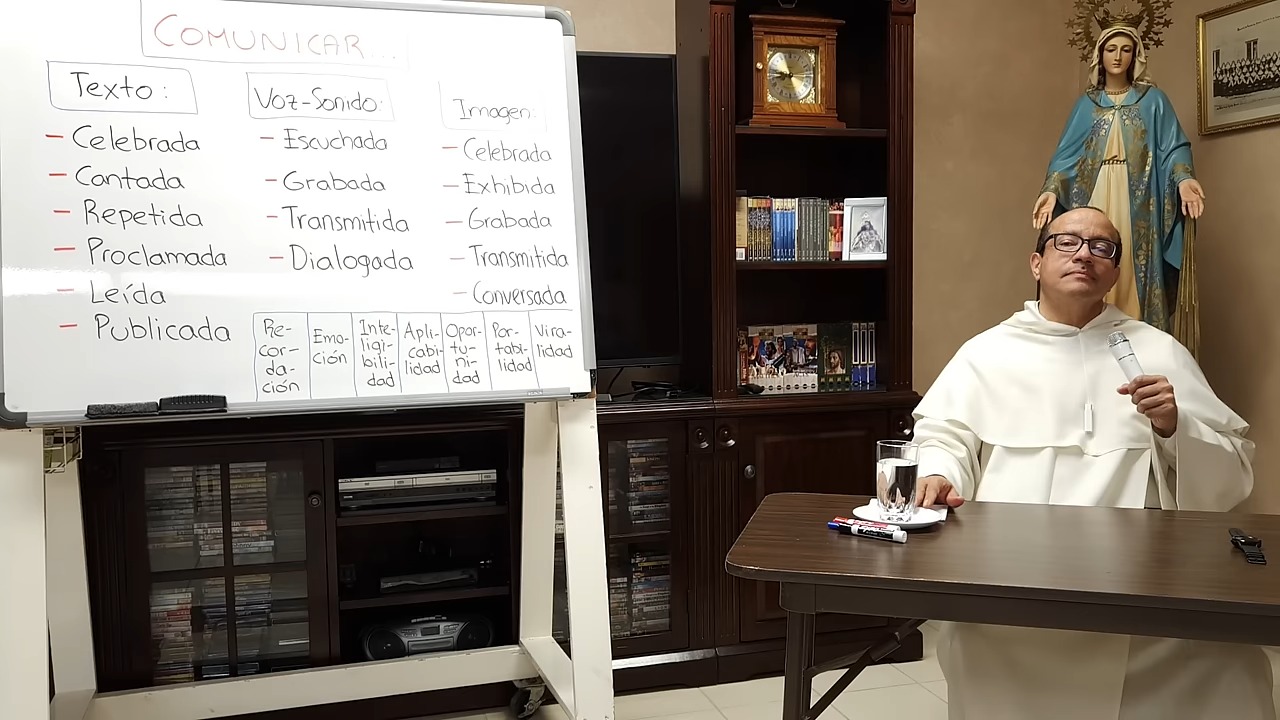 COMUNICAR...
Texto:
- Celebrada
- Cantada
- Repetida
- Proclamada
- Leída
- Publicada
Voz-Sonido:
- Escuchada
- Grabada
- Transmitida
- Dialogada
Imagen:
- Celebrada
- Exhibida
- Grabada
- Transmitida
- Conversada
Re-
cor-
da-
ción
Emo-
ción
Inte-
ligi-
bili-
dad
Apli-
cabi-
lidad
Opor-
tu-
ni-
dad
Por-
tabi-
lidad
Vira-
lidad